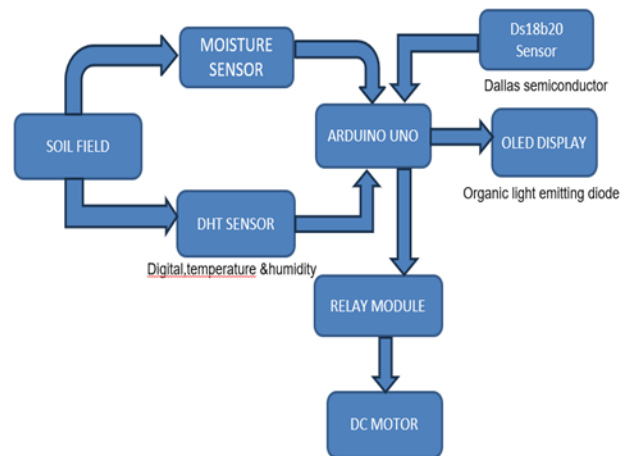 MOISTURE
SENSOR
Ds18b20
Sensor
Dallas semiconductor
SOIL FIELD
ARDUINO UNO
OLED DISPLAY
Organic light emitting diode
DHT SENSOR
Digital,temperature &humidity
RELAY MODULE
DC MOTOR